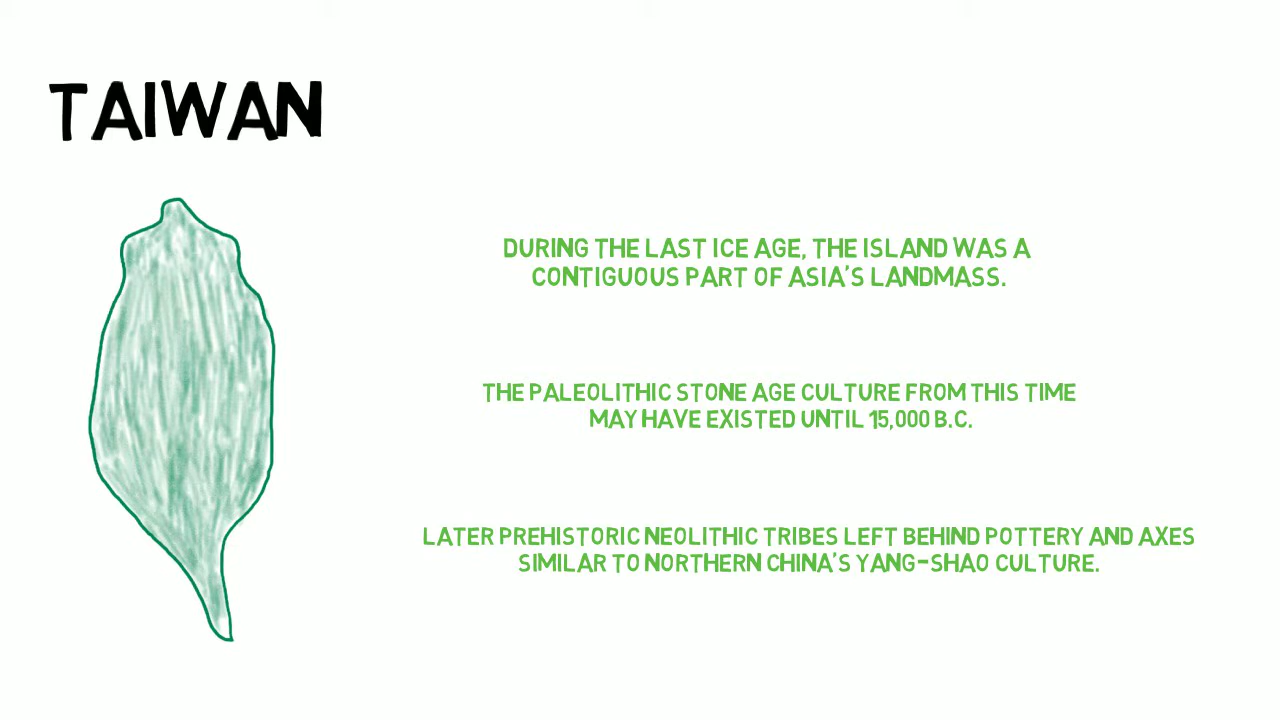 TAIWAN
DURING THE LAST ICE AGE, THE ISLAND WAS A
CONTIGUOUS PART OF ASIA'S LANDMASS.
THE PALEOLITHIC STONE AGE CULTURE FROM THIS TIME
MAY HAVE EXISTED UNTIL 15,000 B.C.
LATER PREHISTORIC NEOLITHIC TRIBES LEFT BEHIND POTTERY AND AXES
SIMILAR TO NORTHERN CHINA'S YANG-SHAO CULTURE.